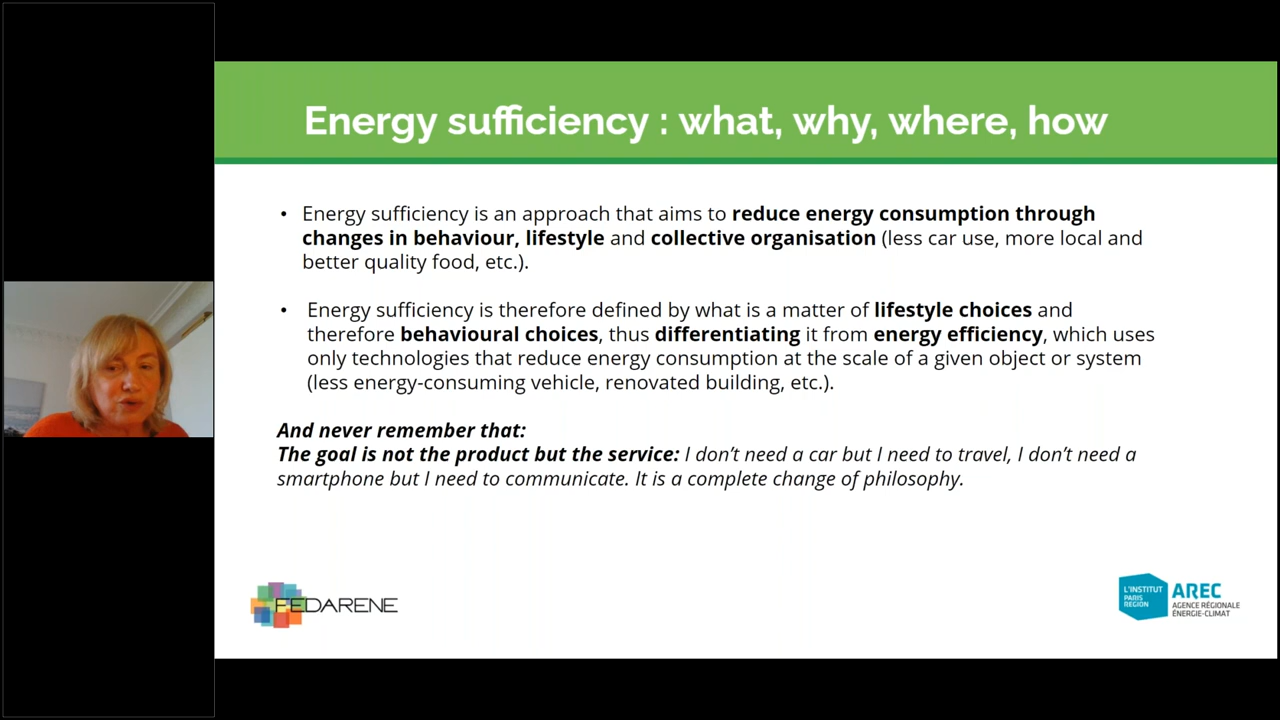 Energy sufficiency : what, why, where, how
• Energy sufficiency is an approach that aims to reduce energy consumption through
changes in behaviour, lifestyle and collective organisation (less car use, more local and
better quality food, etc.).
• Energy sufficiency is therefore defined by what is a matter of lifestyle choices and
therefore behavioural choices, thus differentiating it from energy efficiency, which uses
only technologies that reduce energy consumption at the scale of a given object or system
(less energy-consuming vehicle, renovated building, etc.).
And never remember that:
The goal is not the product but the service: I don’t need a car but I need to travel, I don’t need a
smartphone but I need to communicate. It is a complete change of philosophy.
FEDARENE
L'INSTITUT
PARIS
REGION
AREC
AGENCE RÉGIONALE
ÉNERGIE-CLIMAT